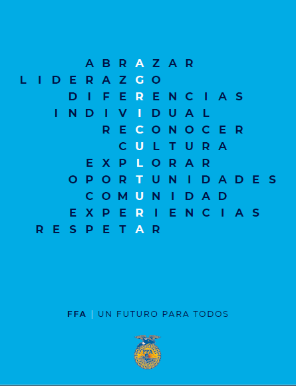 ABRAZAR
LIDERAZGO
DIFERENCIAS
INDIVIDUAL
RECONOCER
CULTURA
EXPLORAR
OPORTUNIDADES
COMUNIDAD
EXPERIENCIAS
RESPETAR
FFA | UN FUTURO PARA TODOS